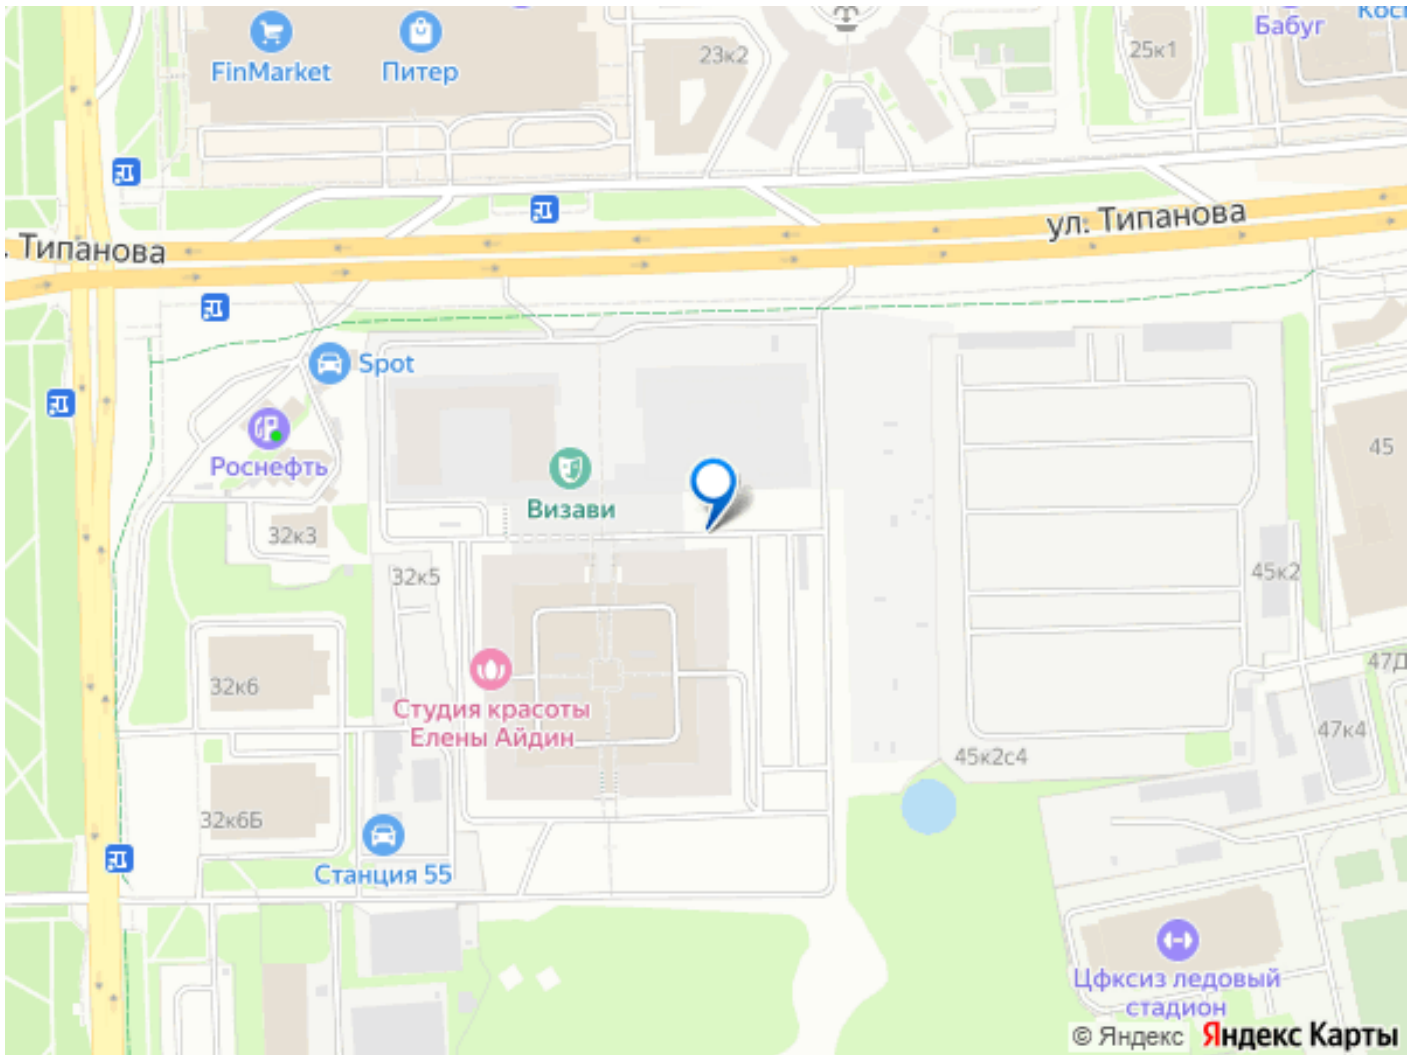 FinMarket
Питер
23к2
25к1
Бабуг
ул. Типанова
Типанова
Spot
Роснефть
Визави
32к3
32к5
45
45к2
47Д
47к4
45к2с4
32к6
Студия красоты
Елены Айдин
32к6Б
Станция 55
Цфксиз ледовый
стадион
© Яндекс Яндекс Карты